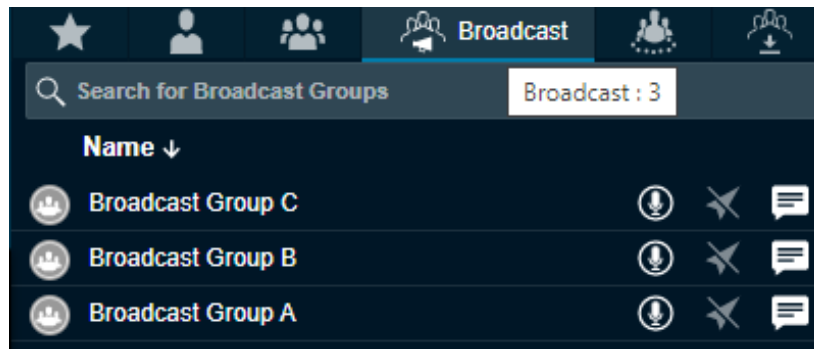 Broadcast
Search for Broadcast Groups
Broadcast : 3
Name ↓
Broadcast Group C
Broadcast Group B
Broadcast Group A